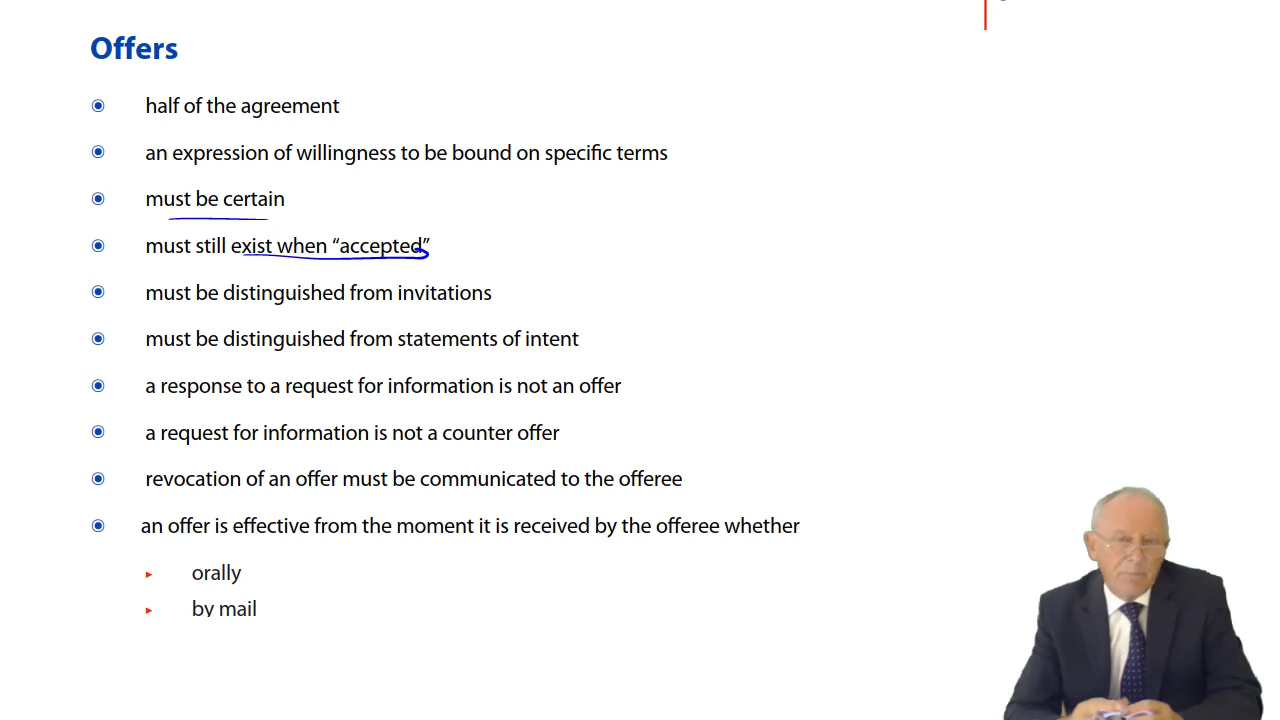 Offers
half of the agreement
an expression of willingness to be bound on specific terms
must be certain
must still exist when “accepted”
must be distinguished from invitations
must be distinguished from statements of intent
a response to a request for information is not an offer
a request for information is not a counter offer
revocation of an offer must be communicated to the offeree
an offer is effective from the moment it is received by the offeree whether
orally
by mail